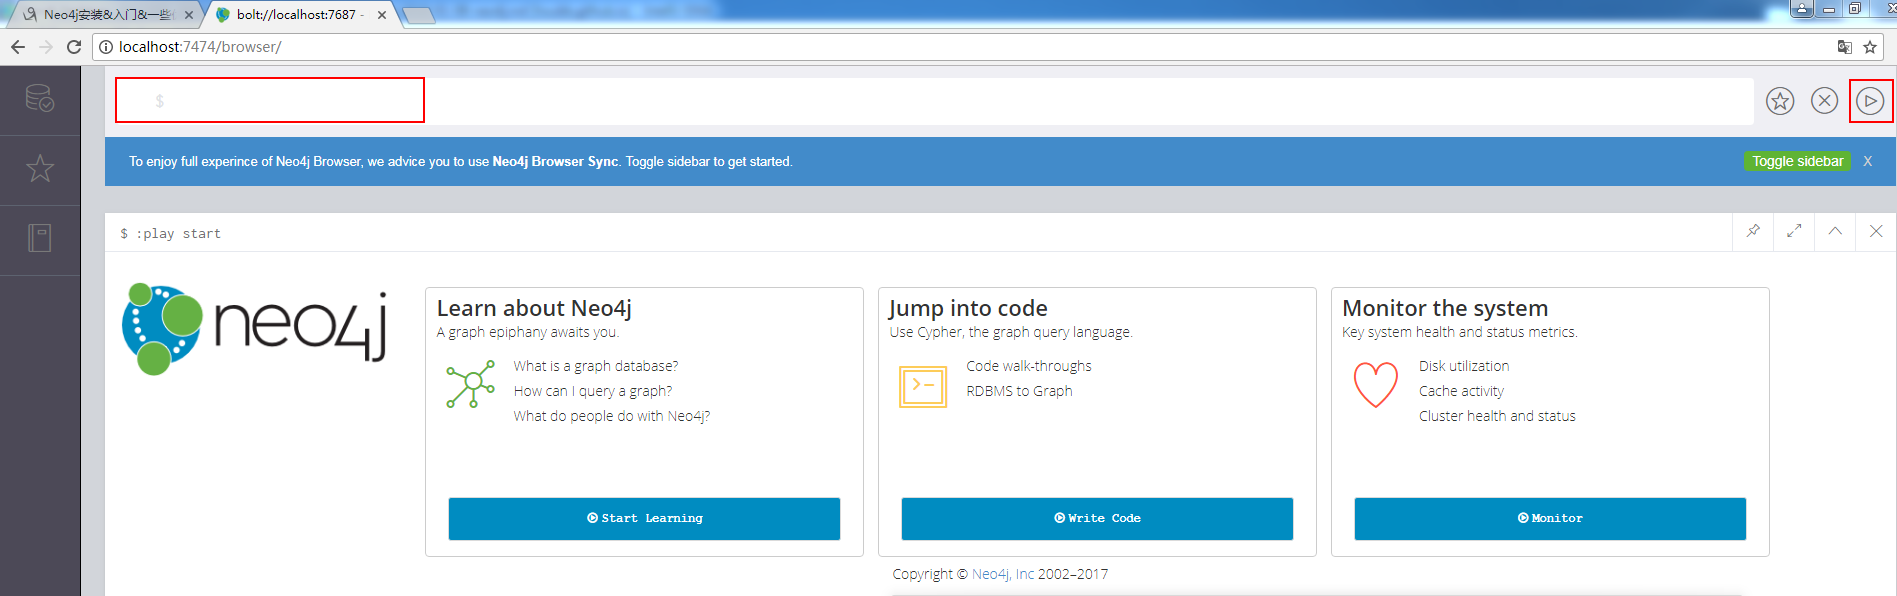 Neo4j安装&入门&一些
bolt://localhost:7687 -
localhost:7474/browser/
$
To enjoy full experince of Neo4j Browser, we advice you to use Neo4j Browser Sync. Toggle sidebar to get started.
Toggle sidebar X
$ :play start
neo4j
Learn about Neo4j
A graph epiphany awaits you.
What is a graph database?
How can I query a graph?
What do people do with Neo4j?
Start Learning
Jump into code
Use Cypher, the graph query language.
Code walk-throughs
RDBMS to Graph
Write Code
Monitor the system
Key system health and status metrics.
Disk utilization
Cache activity
Cluster health and status
Monitor
Copyright © Neo4j, Inc 2002–2017